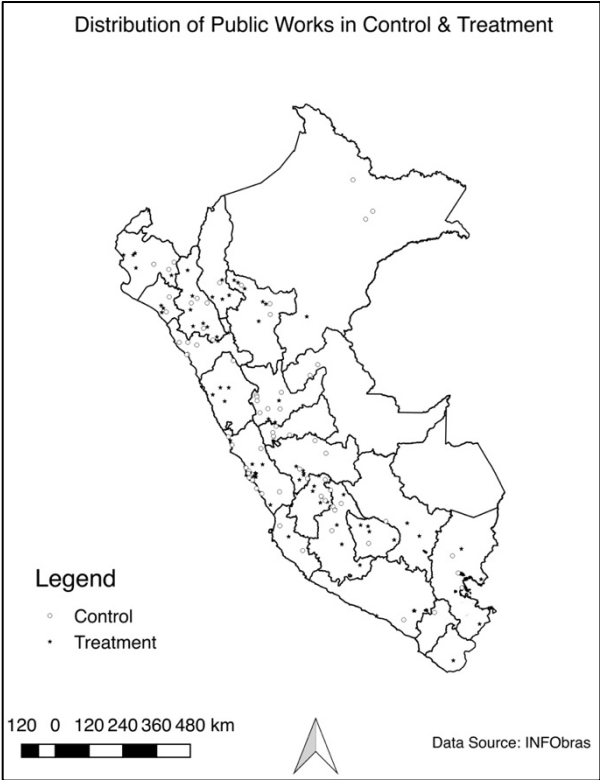 Distribution of Public Works in Control & Treatment
Legend
Control
Treatment
120 0 120 240 360 480 km
Data Source: INFObras